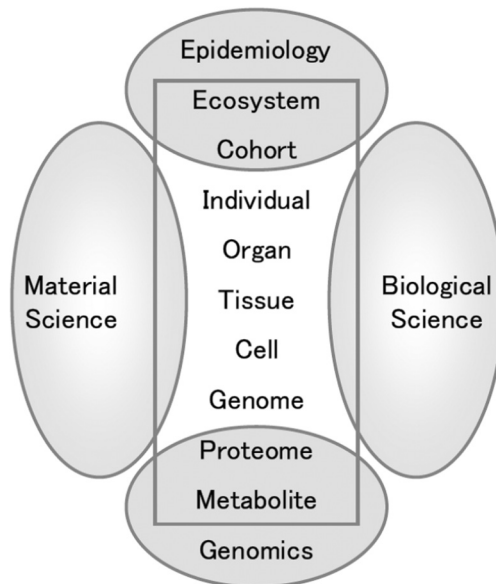 Epidemiology
Ecosystem
Cohort
Individual
Organ
Material
Science
Tissue
Biological
Science
Cell
Genome
Proteome
Metabolite
Genomics